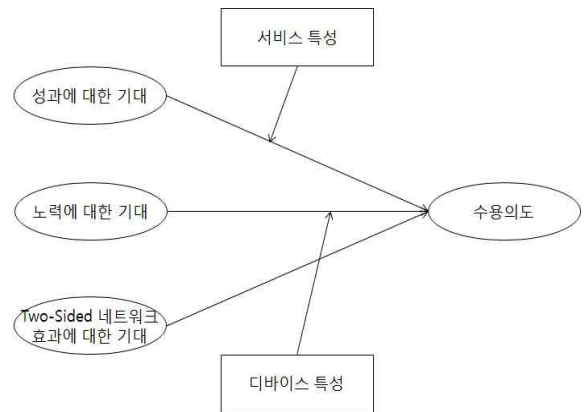 서비스 특성
성과에 대한 기대
노력에 대한 기대
수용의도
Two-Sided 네트워크
효과에 대한 기대
디바이스 특성